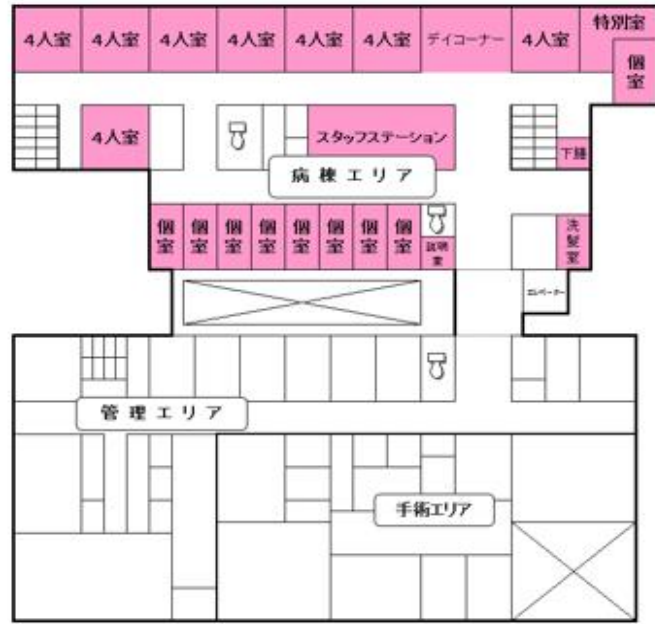 4人室 4人室 4人室 4人室 4人室 4人室 デイコーナー 4人室 特別室
個室
4人室 スタッフステーション
下膳
病棟エリア
個室 個室 個室 個室 個室 個室 個室 個室 説明室 洗髪室
エレベーター
管理エリア
手術エリア